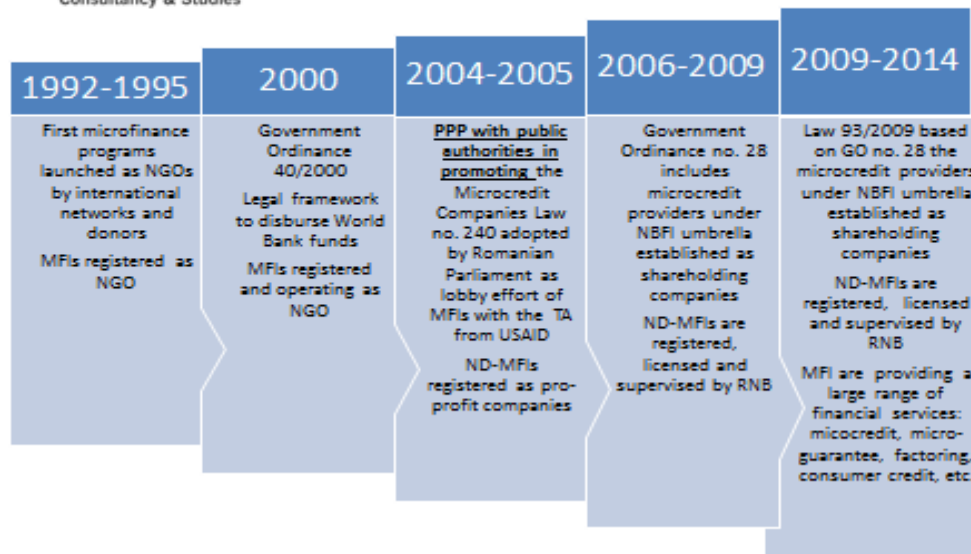 Consultancy & Studies
1992-1995
First microfinance
programs
launched as NGOs
by international
networks and
donors
MFIs registered as
NGO
2000
Government
Ordinance
40/2000
Legal framework
to disburse World
Bank funds
MFIs registered
and operating as
NGO
2004-2005
PPP with public
authorities in
promoting the
Microcredit
Companies Law
no. 240 adopted
by Romanian
Parliament as
lobby effort of
MFIs with the TA
from USAID
ND-MFIs
registered as pro-
profit companies
2006-2009
Government
Ordinance no. 28
includes
microcredit
providers under
NBFI umbrella
established as
shareholding
companies
ND-MFIs are
registered,
licensed and
supervised by RNB
2009-2014
Law 93/2009 based
on GO no. 28 the
microcredit providers
under NBFI umbrella
established as
shareholding
companies
ND-MFIs are
registered, licensed
and supervised by
RNB
MFI are providing a
large range of
financial services:
micocredit, micro-
guarantee, factoring,
consumer credit, etc